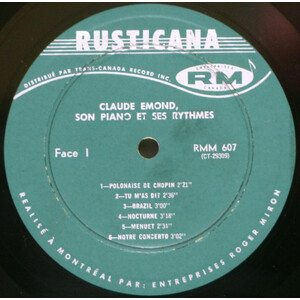 RUSTICANA
DISTRIBUÉ PAR TRANS-CANADA RECORD INC.
RM
CANADA
CLAUDE EMOND,
SON PIANO ET SES RYTHMES
Face 1
RMM 607
(CT-29309)
1—POLONAISE DE CHOPIN 2'21"
2—TU M'AS DIT 2'36"
3—BRAZIL 3'00"
4—NOCTURNE 3'18"
5—MENUET 2'31"
6—NOTRE CONCERTO 3'02"
REALISÉ À MONTRÉAL PAR: ENTREPRISES ROGER MIRON